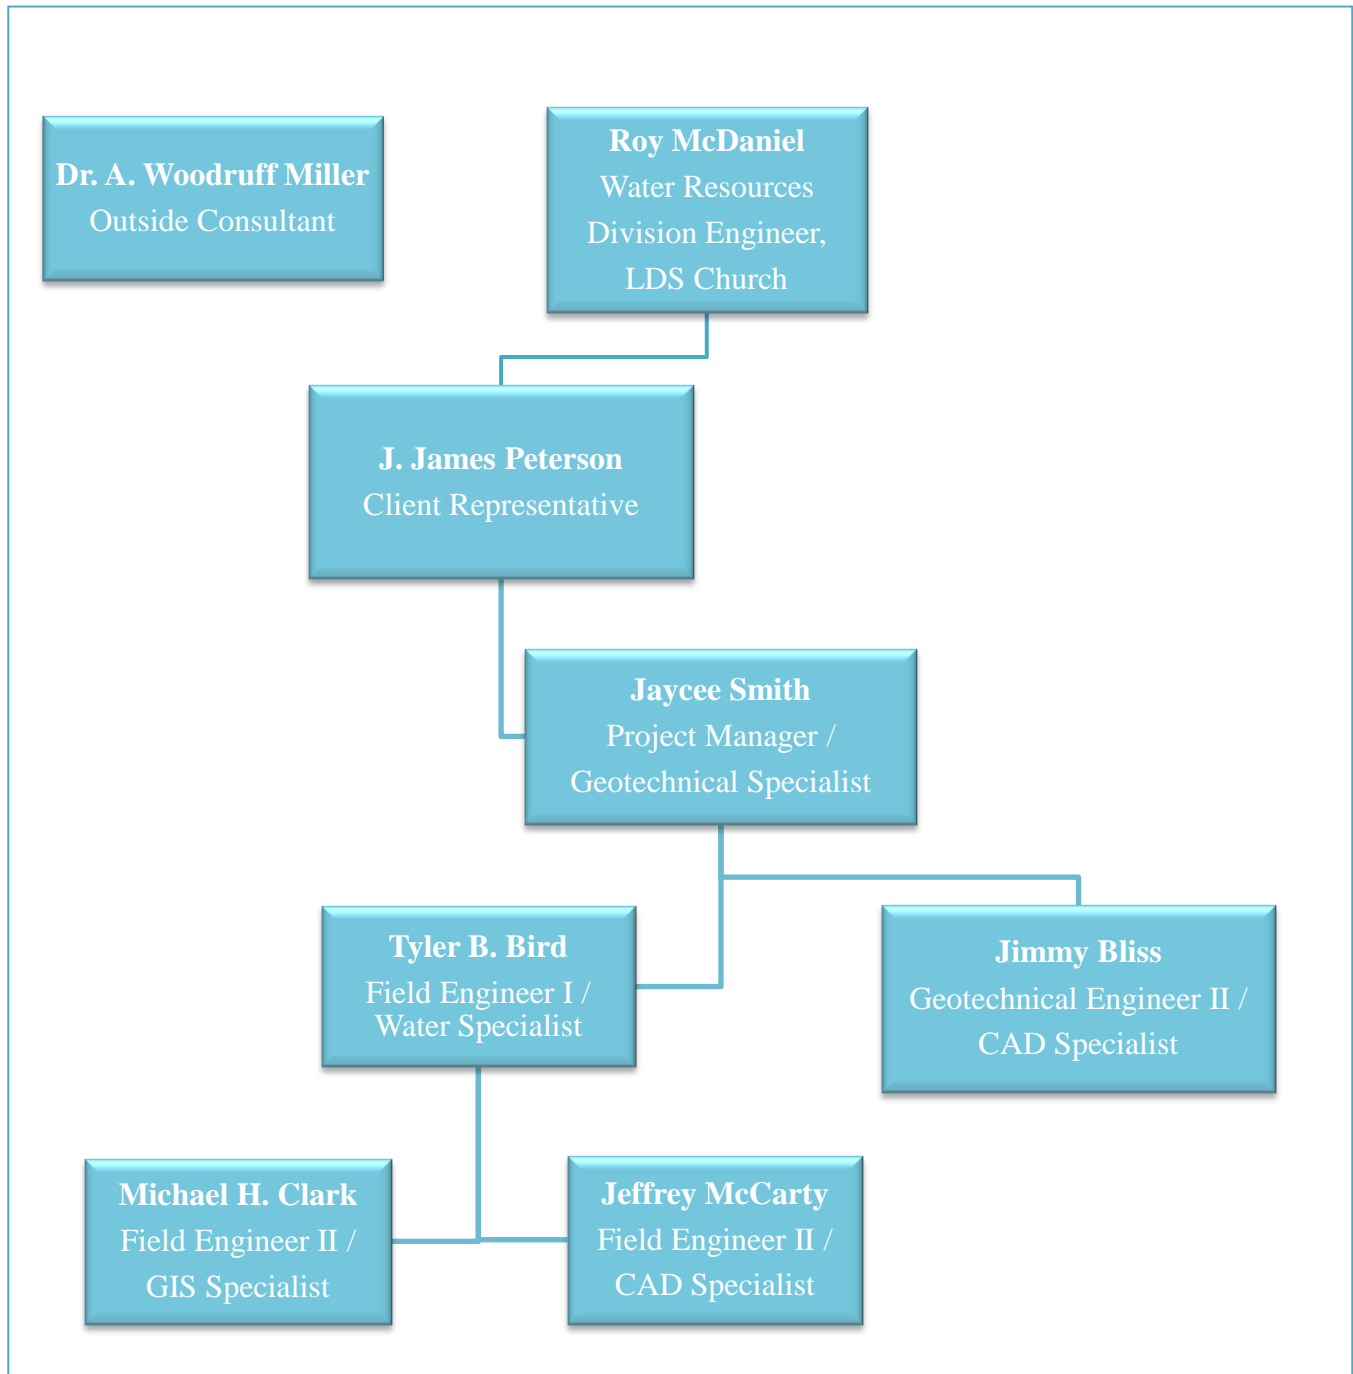 Dr. A. Woodruff Miller
Outside Consultant
Roy McDaniel
Water Resources
Division Engineer,
LDS Church
J. James Peterson
Client Representative
Jaycee Smith
Project Manager /
Geotechnical Specialist
Tyler B. Bird
Field Engineer I /
Water Specialist
Jimmy Bliss
Geotechnical Engineer II /
CAD Specialist
Michael H. Clark
Field Engineer II /
GIS Specialist
Jeffrey McCarty
Field Engineer II /
CAD Specialist